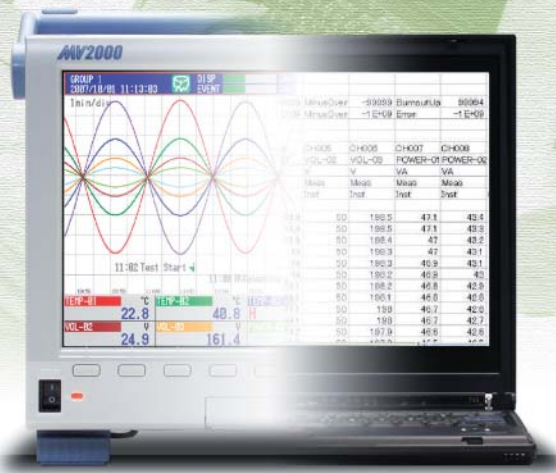 MV2000
GROUP 1
2007/10/01 11:13:03
DISP
EVENT
1min/div
11:02 Test Start
TEMP-01 °C
22.8
TEMP-02 °C
40.8
VOL-02 V
24.9
VOL-03 V
161.4
H
MinusOver -99999 BurnoutUp 99994
-1E+09 Error -1E+09
CH005 CH006 CH007 CH008
VOL-02 VOL-03 POWER-01 POWER-02
V V VA VA
Meas Meas Meas Meas
Inst Inst Inst Inst
50 198.5 47.1 43.4
50 198.5 47.1 43.3
50 198.4 47 43.2
50 198.3 47 43.1
50 198.3 46.9 43.1
50 198.2 46.9 43
50 198.2 46.8 42.9
50 198.1 46.8 42.8
50 198 46.7 42.8
50 198 46.7 42.7
50 197.9 46.6 42.6